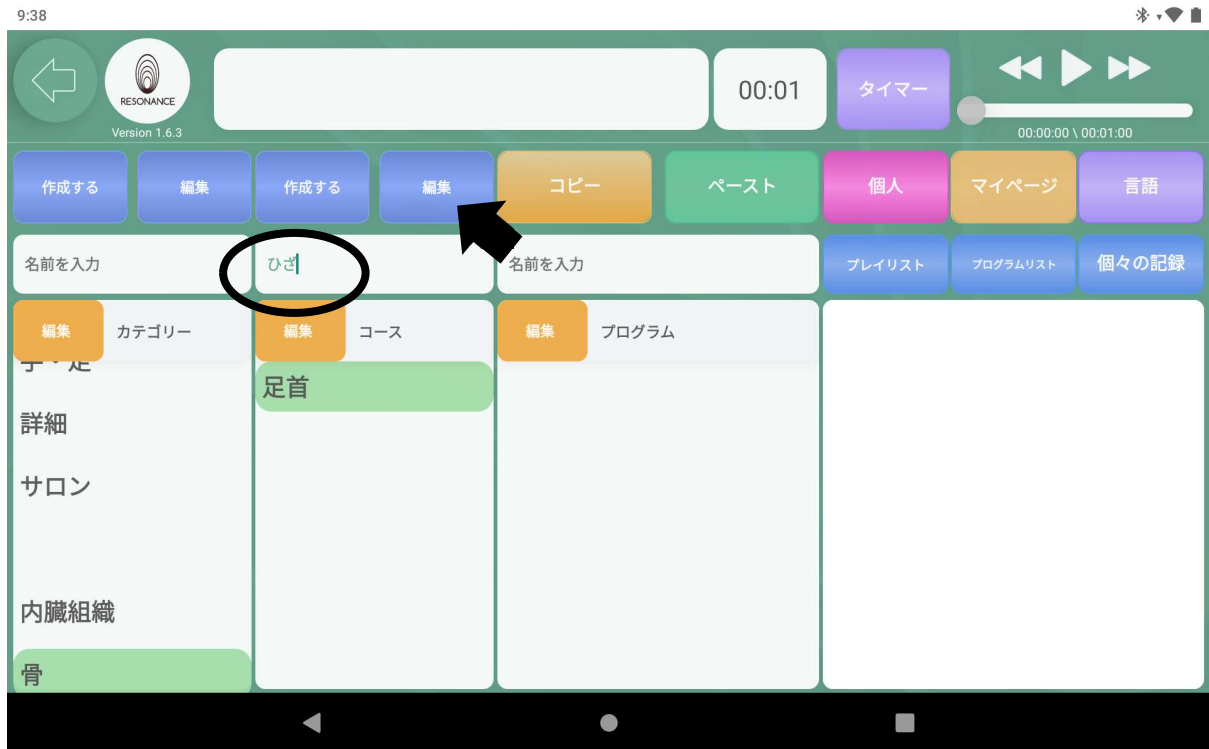 9:38
RESONANCE
Version 1.6.3
00:01
タイマー
00:00:00 \ 00:01:00
作成する
編集
作成する
編集
コピー
ペースト
個人
マイページ
言語
名前を入力
ひざ
名前を入力
プレイリスト
プログラムリスト
個々の記録
編集 カテゴリー
編集 コース
編集 プログラム
足首
詳細
サロン
内臓組織
骨